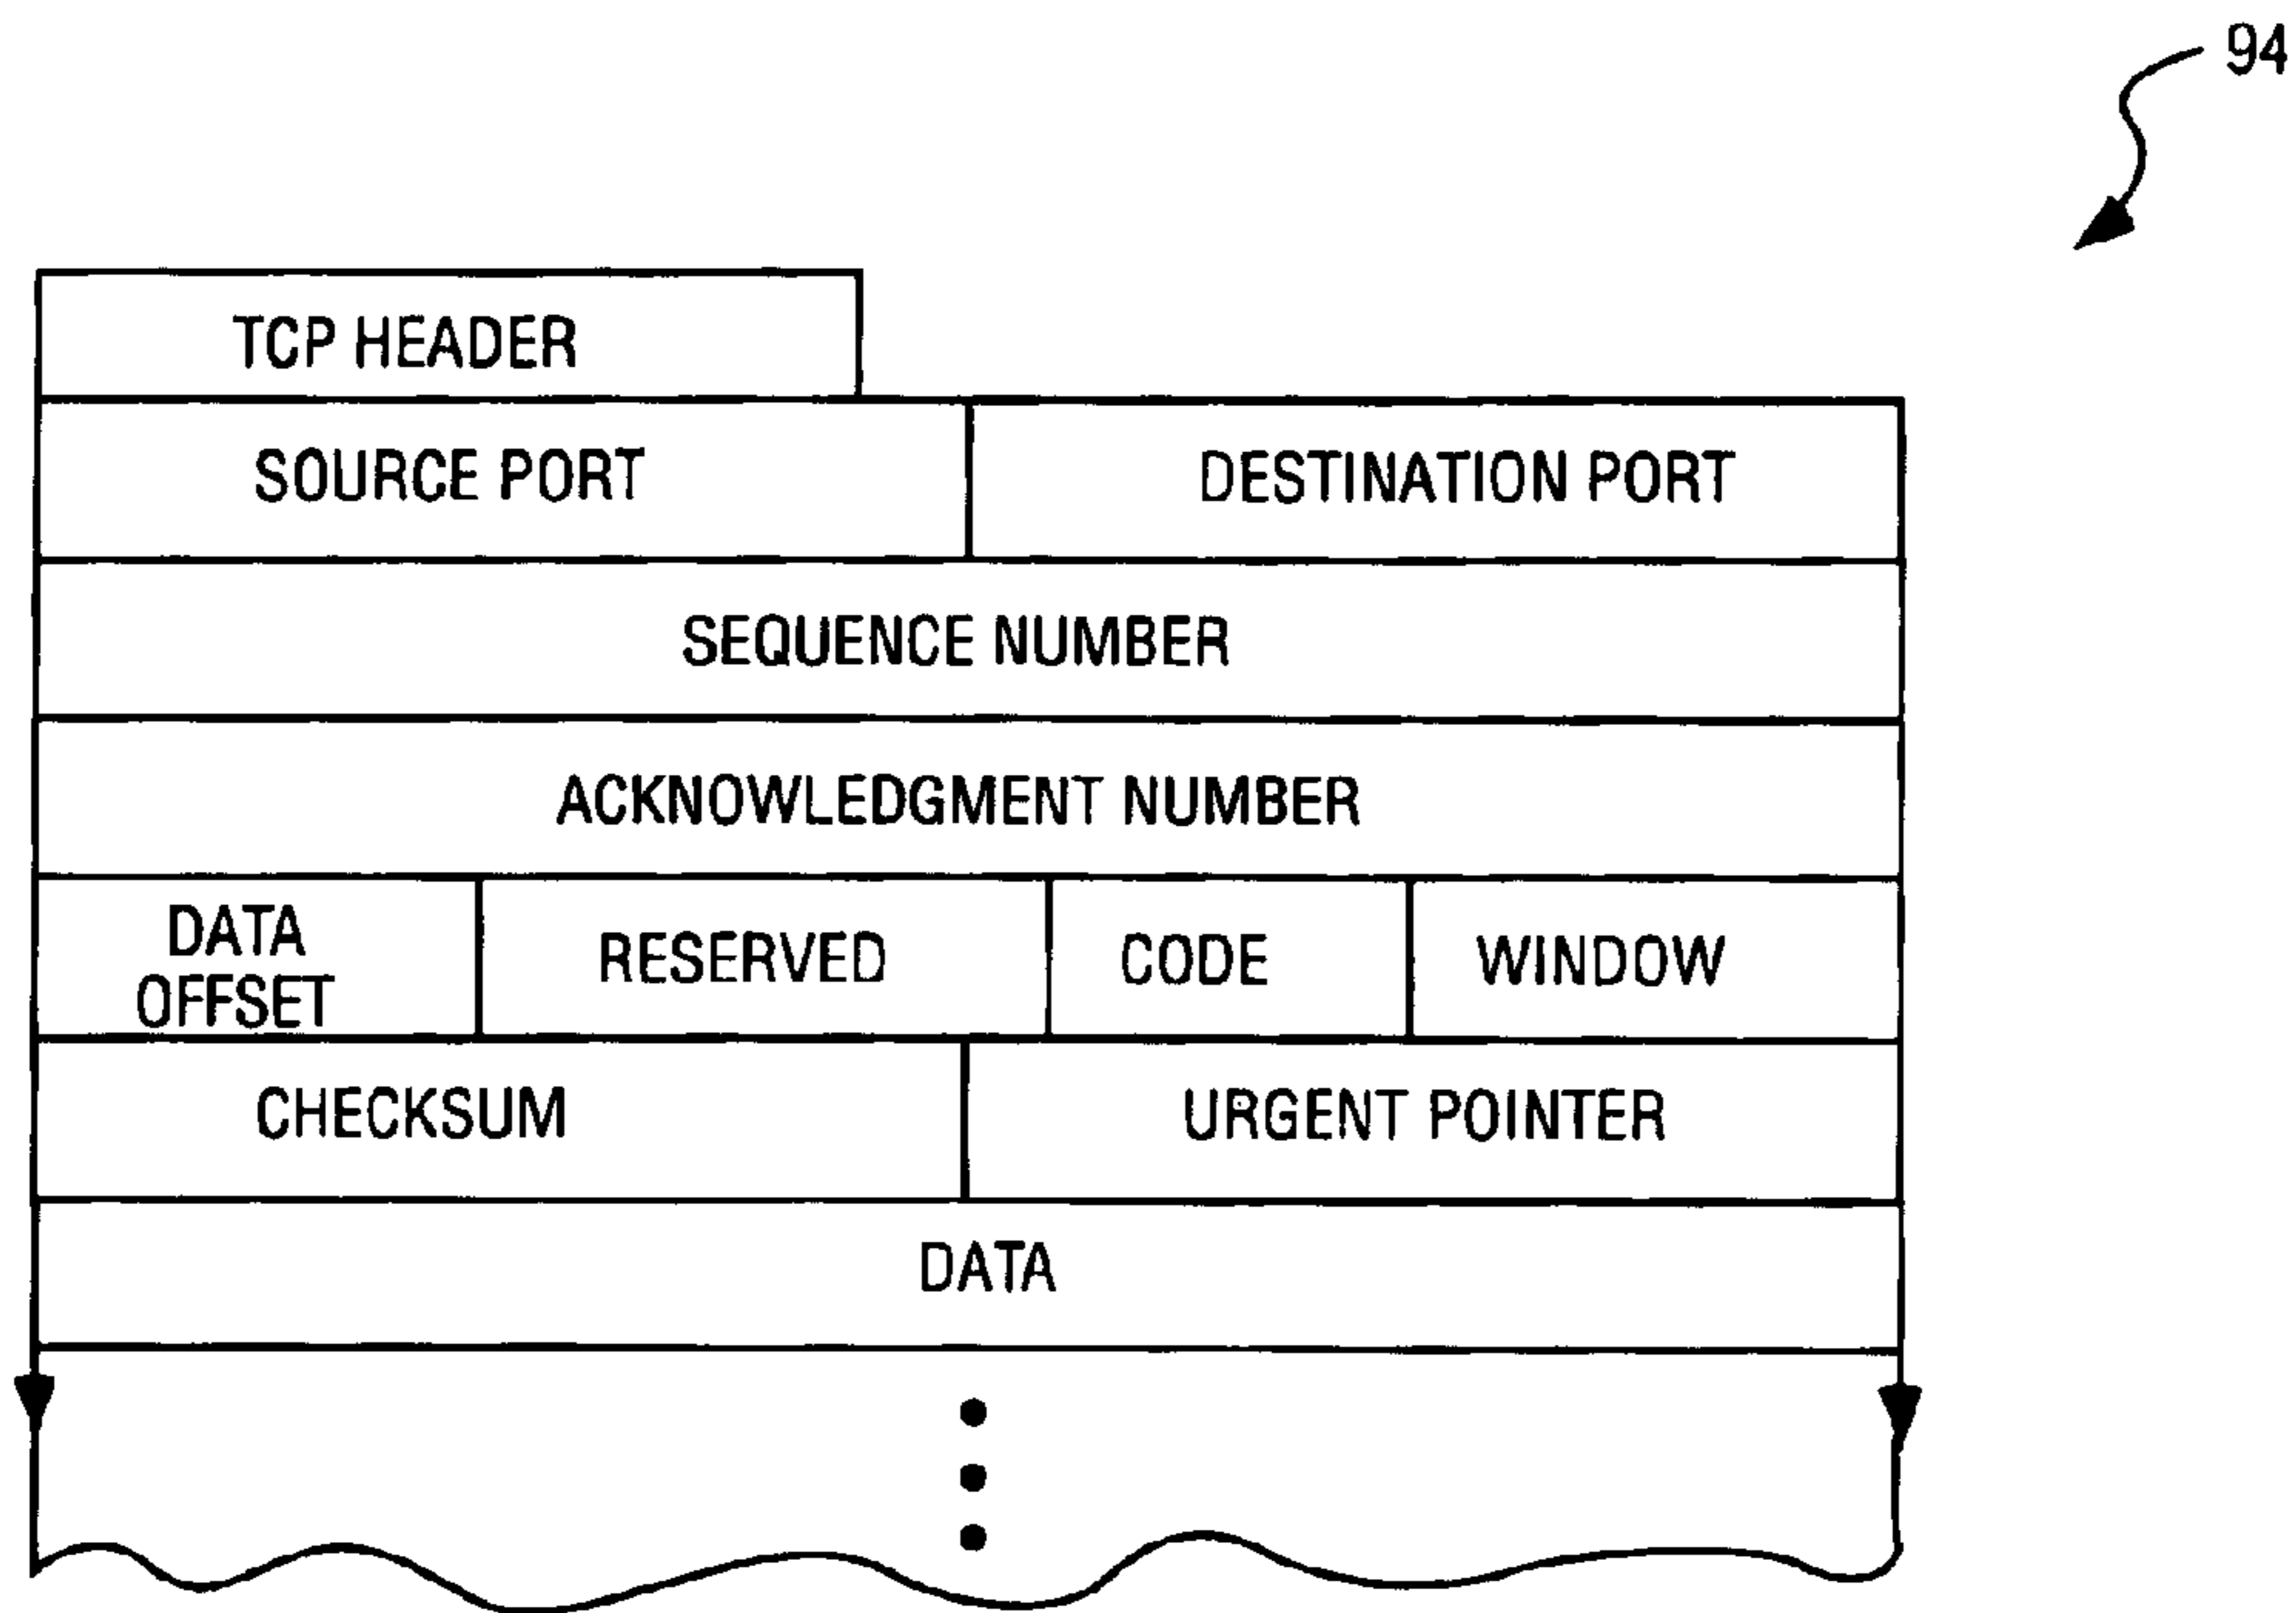 94
TCP HEADER
SOURCE PORT
DESTINATION PORT
SEQUENCE NUMBER
ACKNOWLEDGMENT NUMBER
DATA
OFFSET
RESERVED
CODE
WINDOW
CHECKSUM
URGENT POINTER
DATA